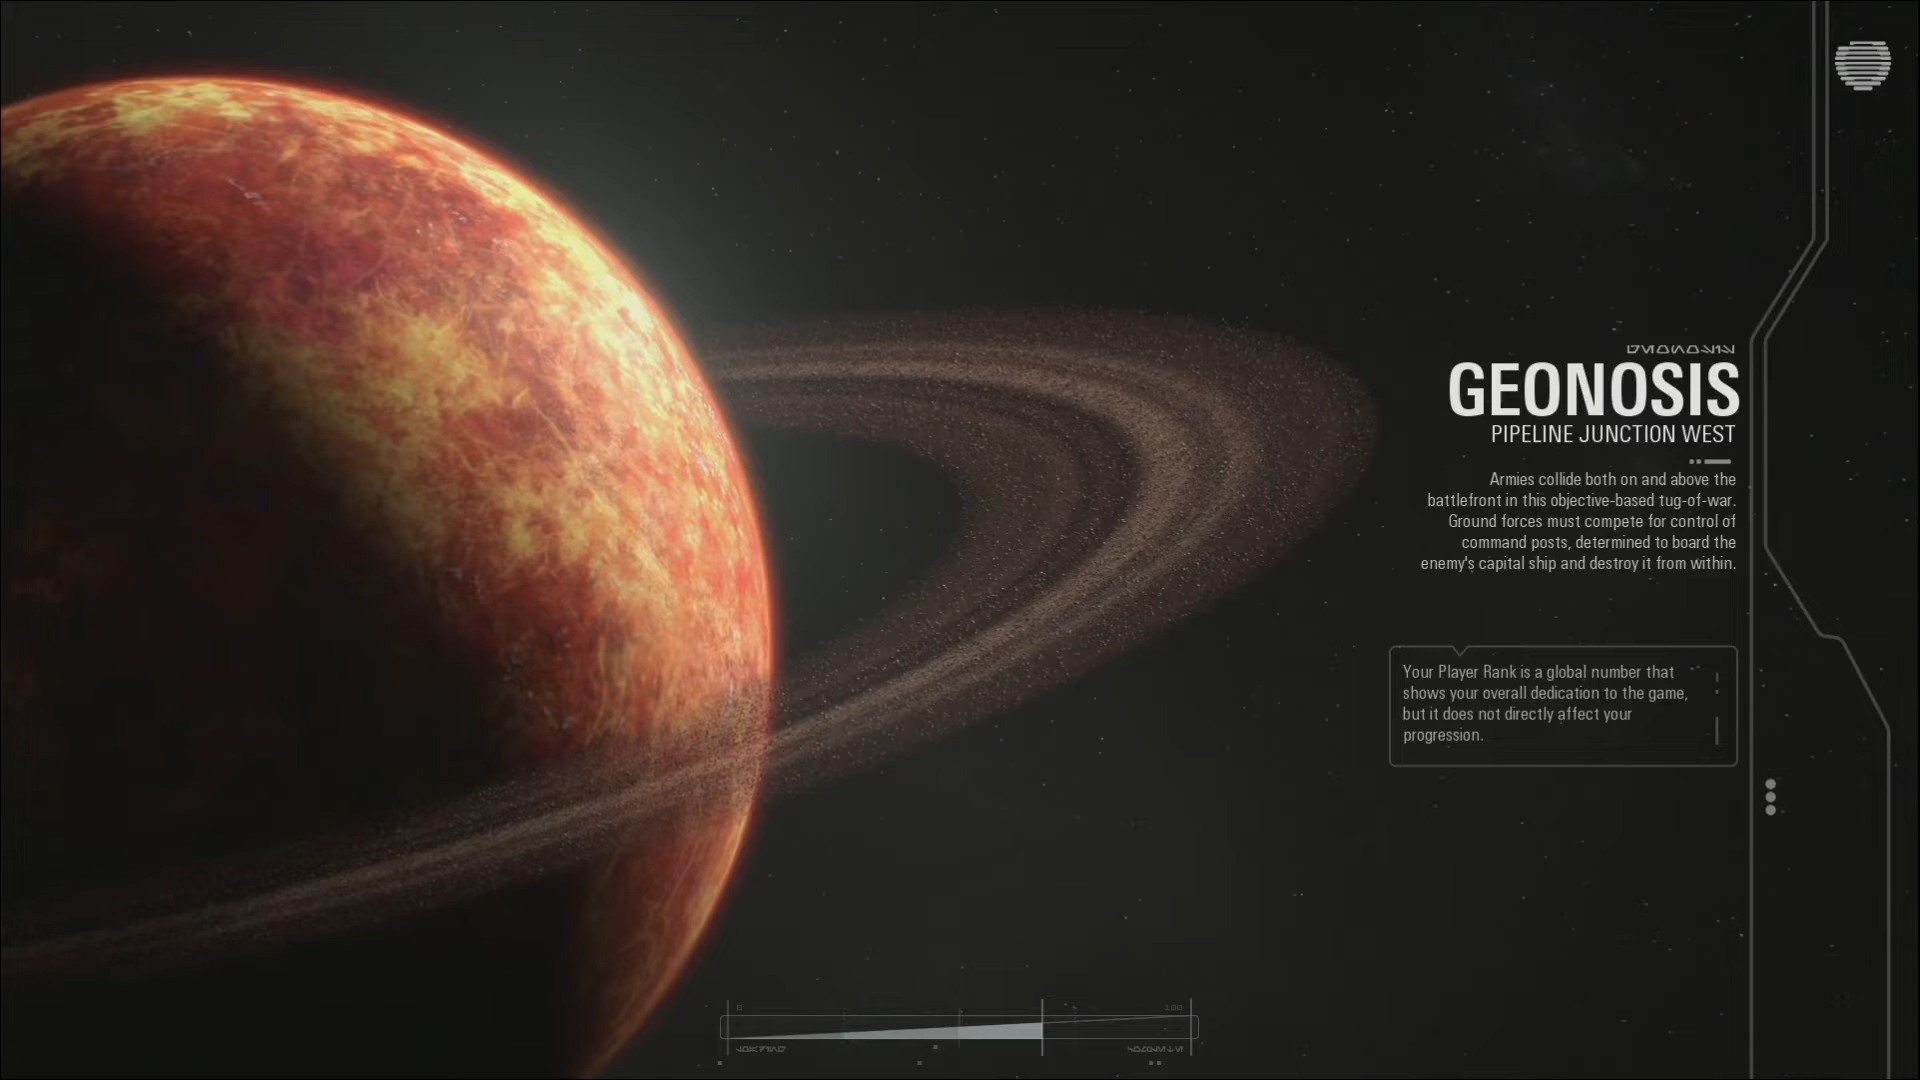 GEONOSIS
PIPELINE JUNCTION WEST
Armies collide both on and above the
battlefront in this objective-based tug-of-war.
Ground forces must compete for control of
command posts, determined to board the
enemy's capital ship and destroy it from within.
Your Player Rank is a global number that
shows your overall dedication to the game,
but it does not directly affect your
progression.
0
100